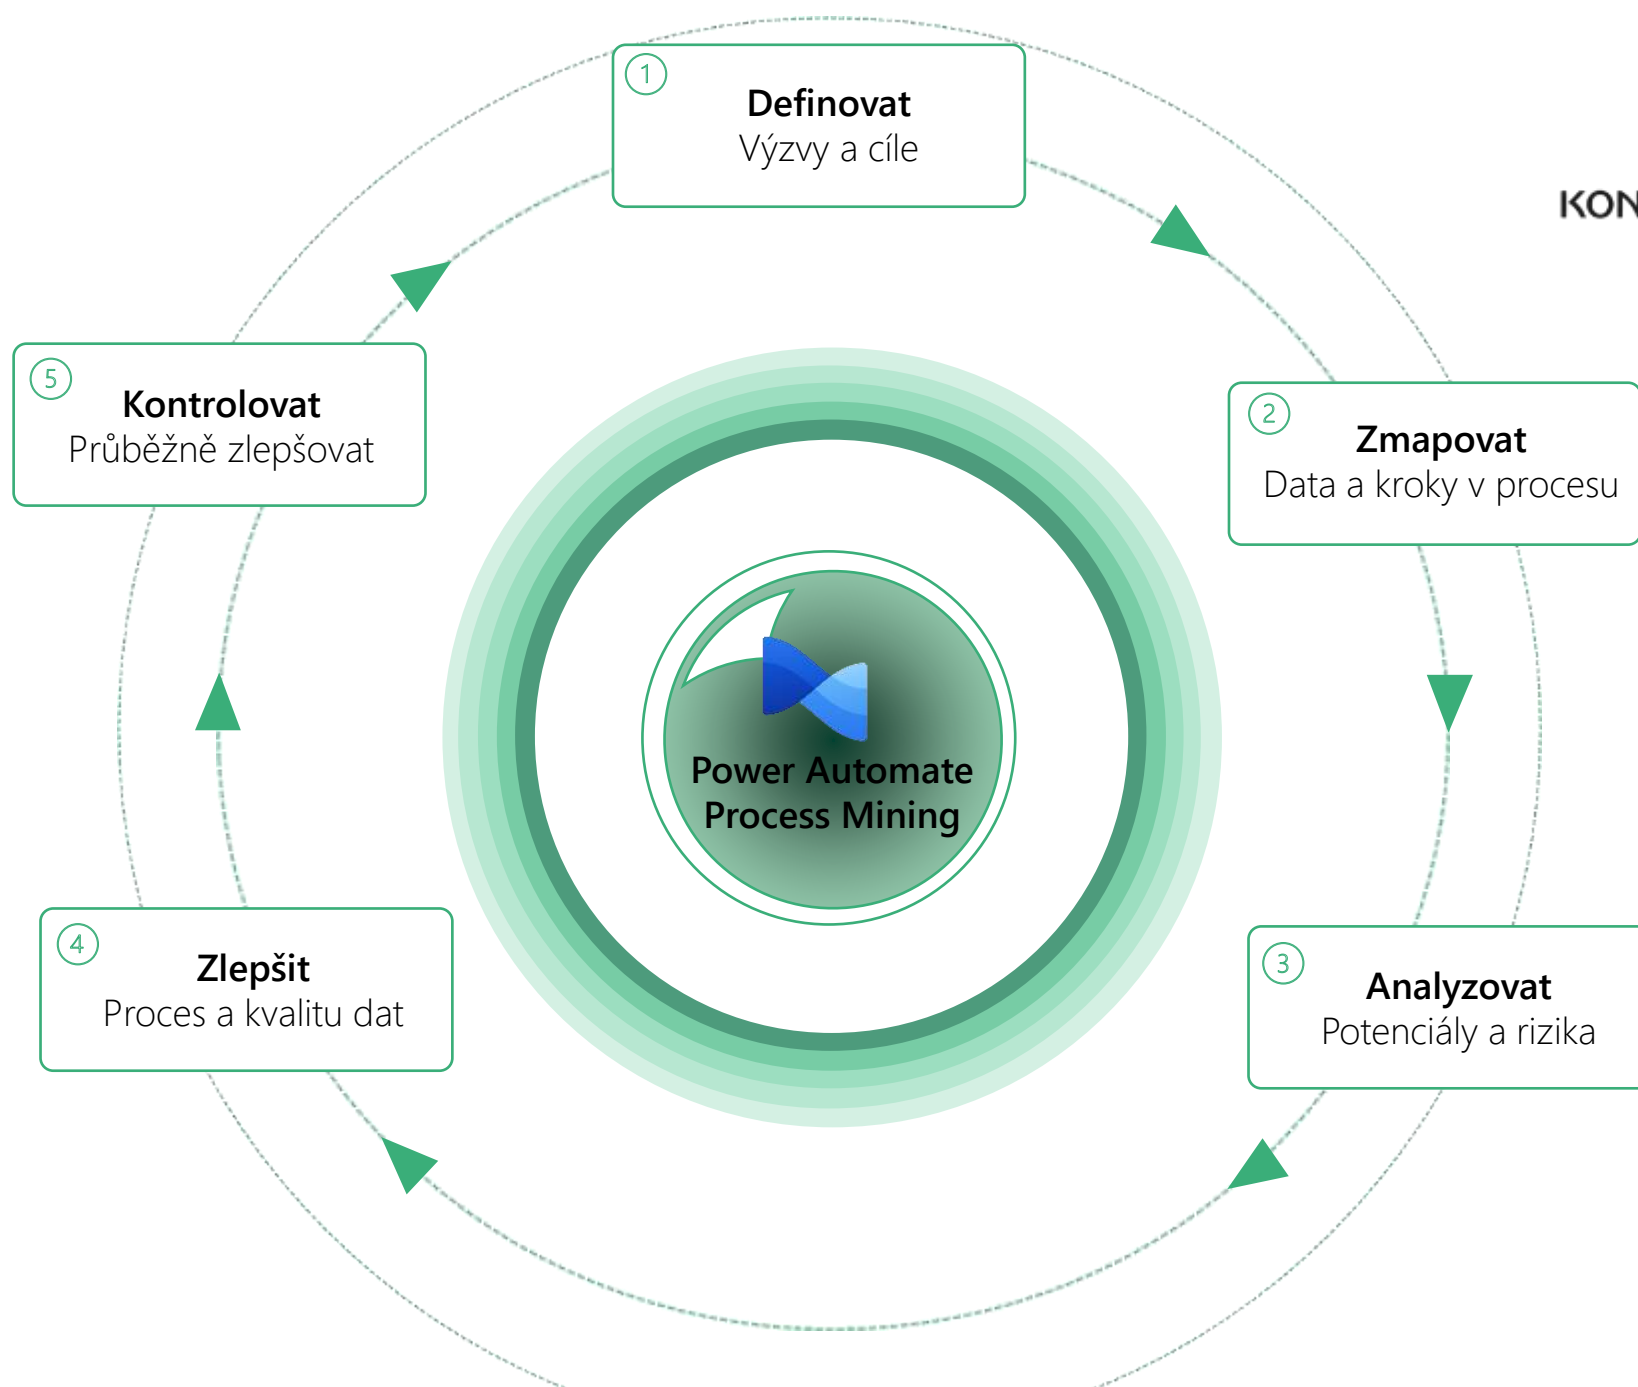 1
Definovat
Výzvy a cíle
KON
2
Zmapovat
Data a kroky v procesu
3
Analyzovat
Potenciály a rizika
4
Zlepšit
Proces a kvalitu dat
5
Kontrolovat
Průběžně zlepšovat
Power Automate
Process Mining